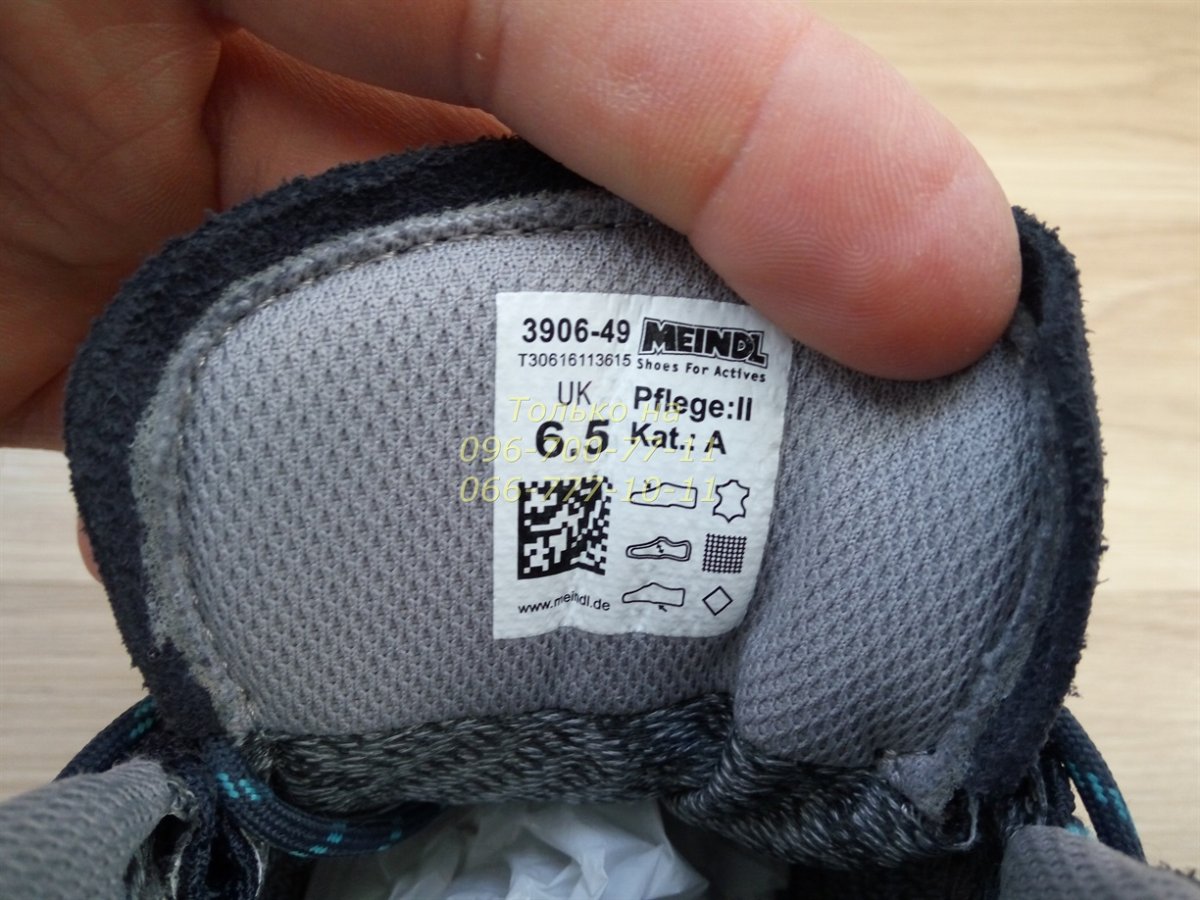 3906-49 MEINDL
T30616113615 Shoes For Actives
UK Pflege:II
6.5 Kat.: A
www.meindl.de
Только на
096-700-77-11
066-777-10-11